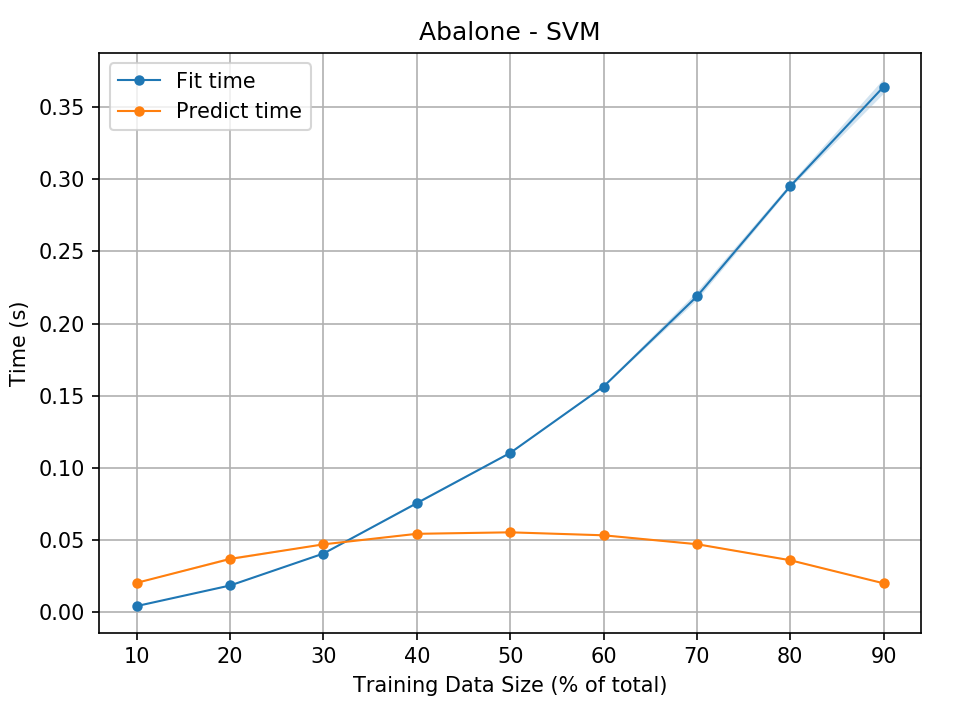 Abalone - SVM
Fit time
Predict time
0.35
0.30
0.25
0.20
0.15
0.10
0.05
0.00
Time (s)
10 20 30 40 50 60 70 80 90
Training Data Size (% of total)